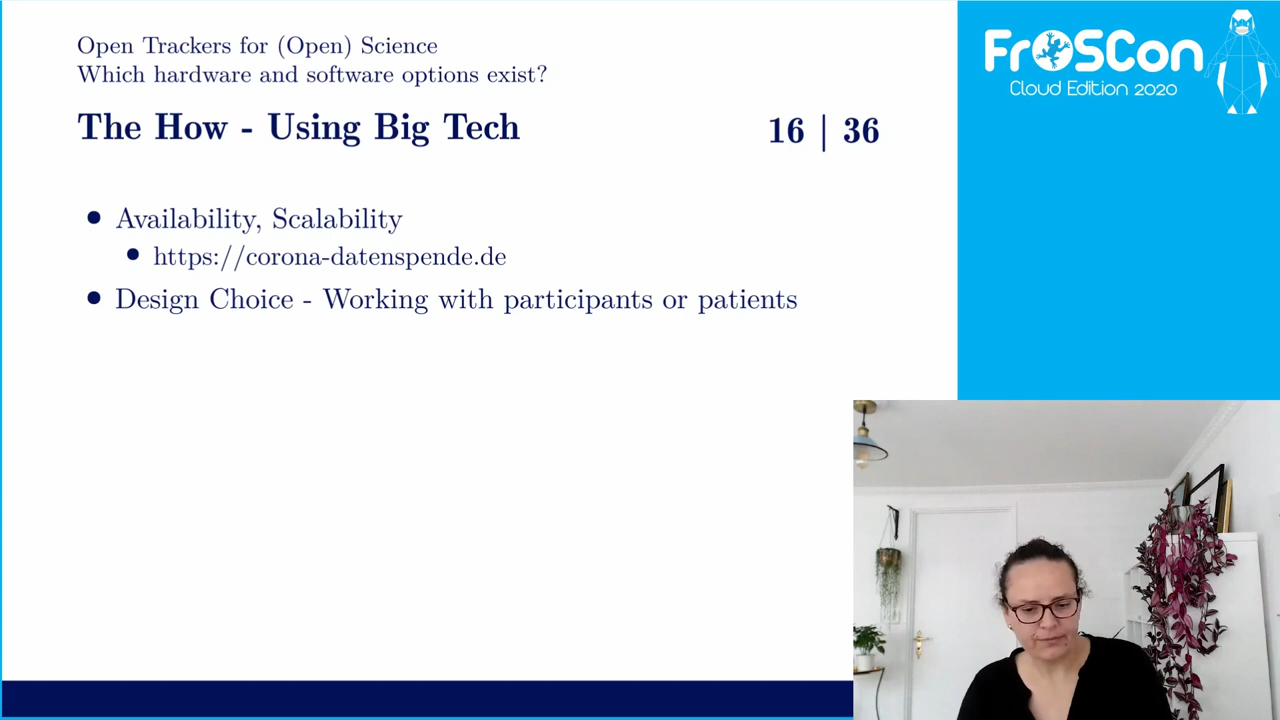 Open Trackers for (Open) Science
Which hardware and software options exist?
The How - Using Big Tech
16 | 36
• Availability, Scalability
• https://corona-datenspende.de
• Design Choice - Working with participants or patients
FrOSCon
Cloud Edition 2020